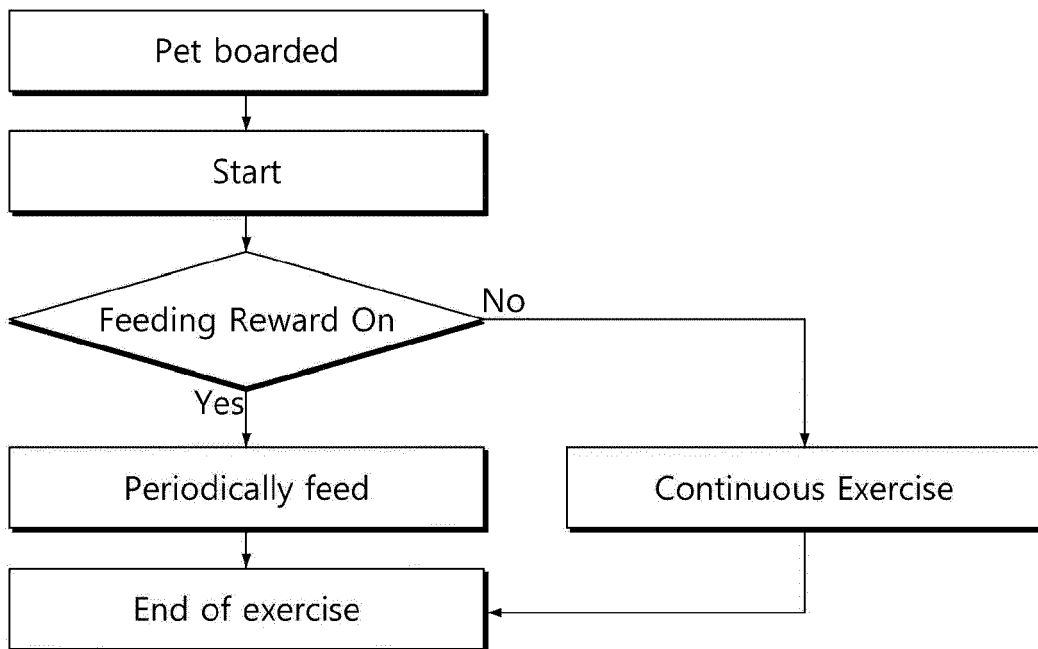 Pet boarded
Start
Feeding Reward On
No
Yes
Periodically feed
Continuous Exercise
End of exercise